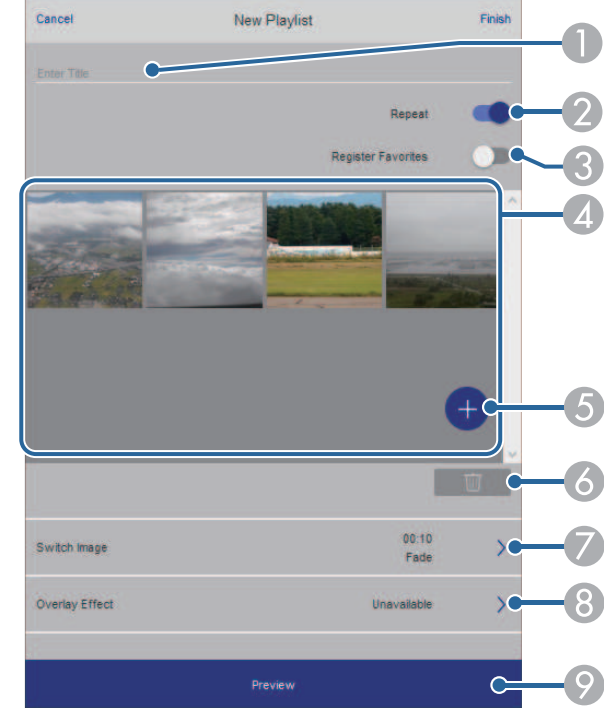 Cancel New Playlist Finish
1
Enter Title
Repeat 2
Register Favorites 3
4
5
6
Switch Image 00:10 7
Fade
Overlay Effect Unavailable 8
Preview 9